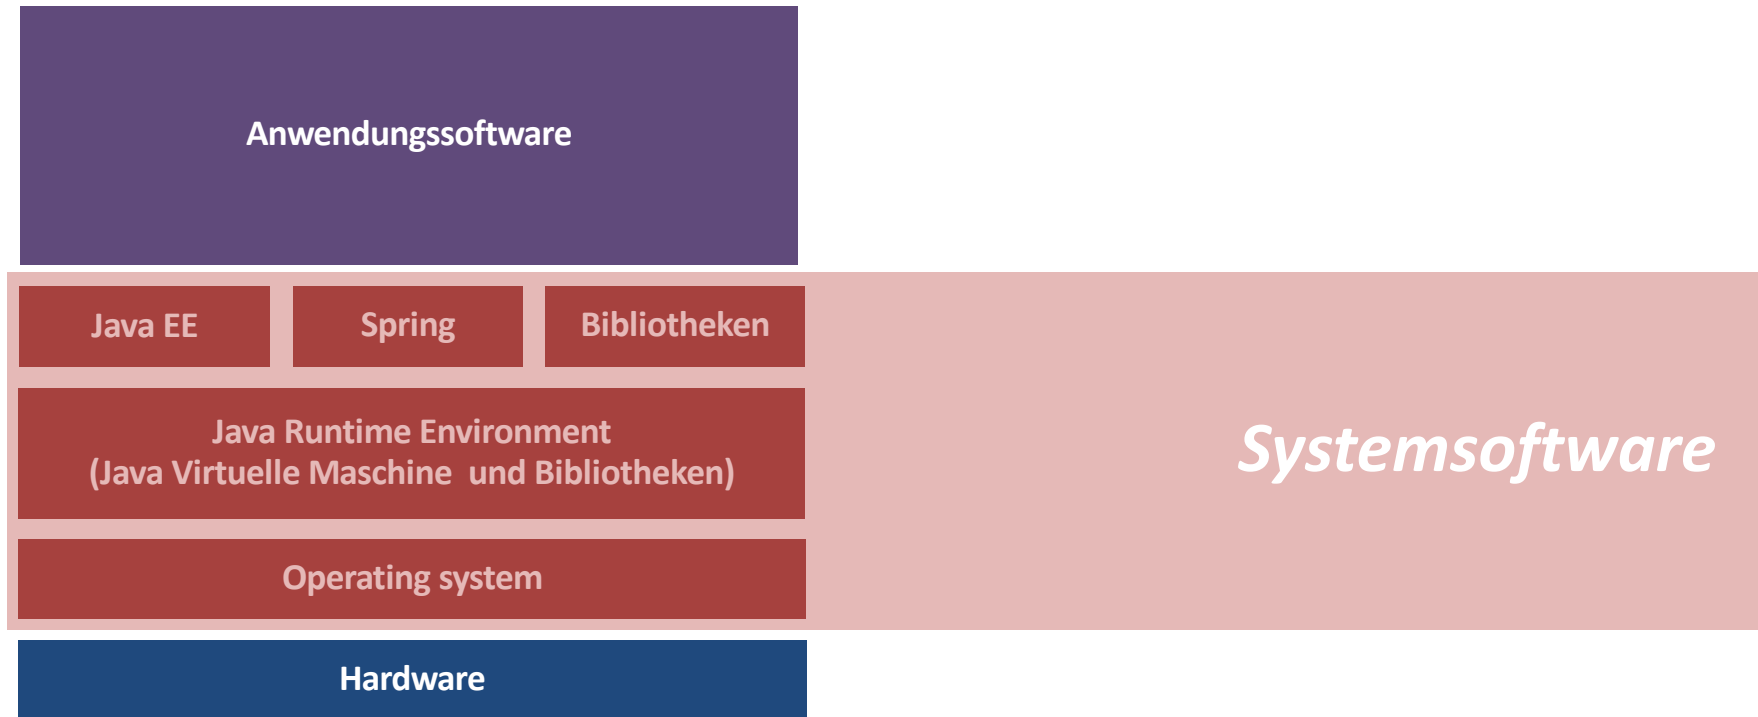 Anwendungssoftware
Java EE
Spring
Bibliotheken
Java Runtime Environment
(Java Virtuelle Maschine und Bibliotheken)
Systemsoftware
Operating system
Hardware